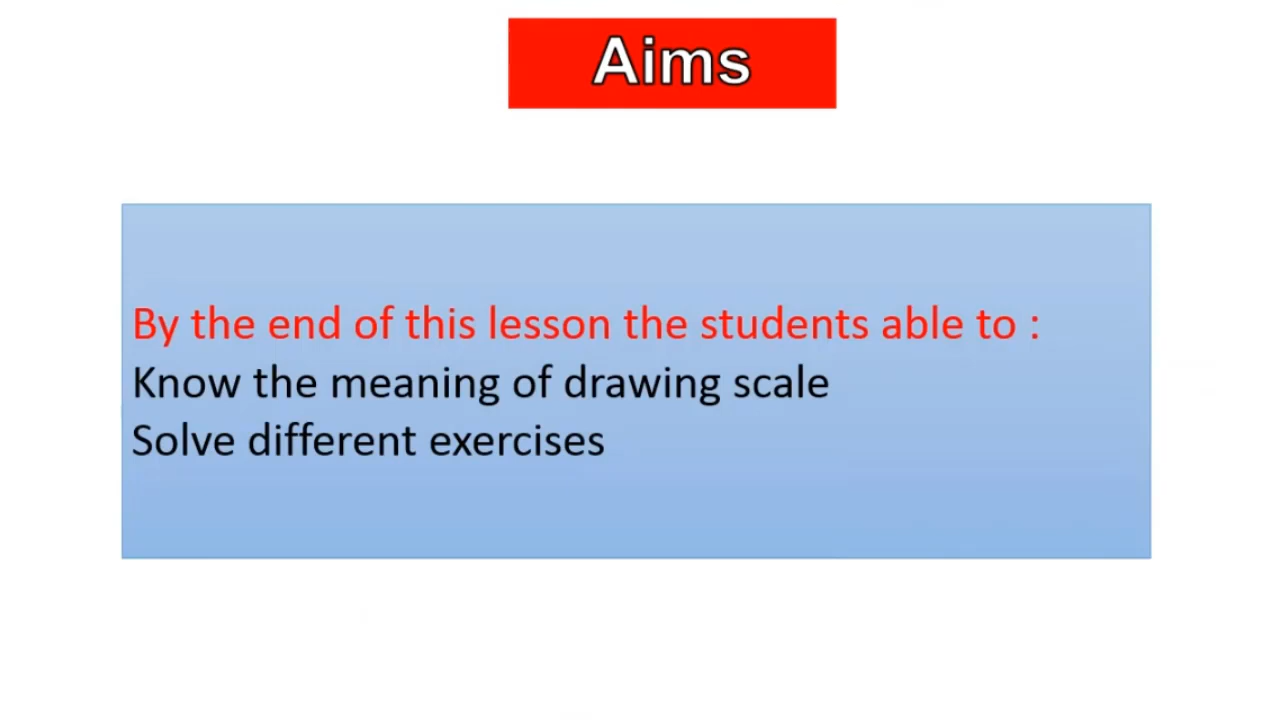 Aims
By the end of this lesson the students able to :
Know the meaning of drawing scale
Solve different exercises